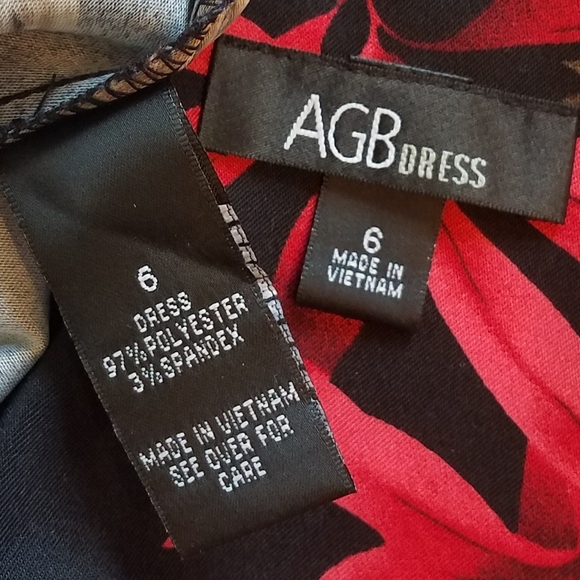 AGB DRESS
6
MADE IN
VIETNAM
6
DRESS
97% POLYESTER
3% SPANDEX
MADE IN VIETNAM
SEE OVER FOR
CARE